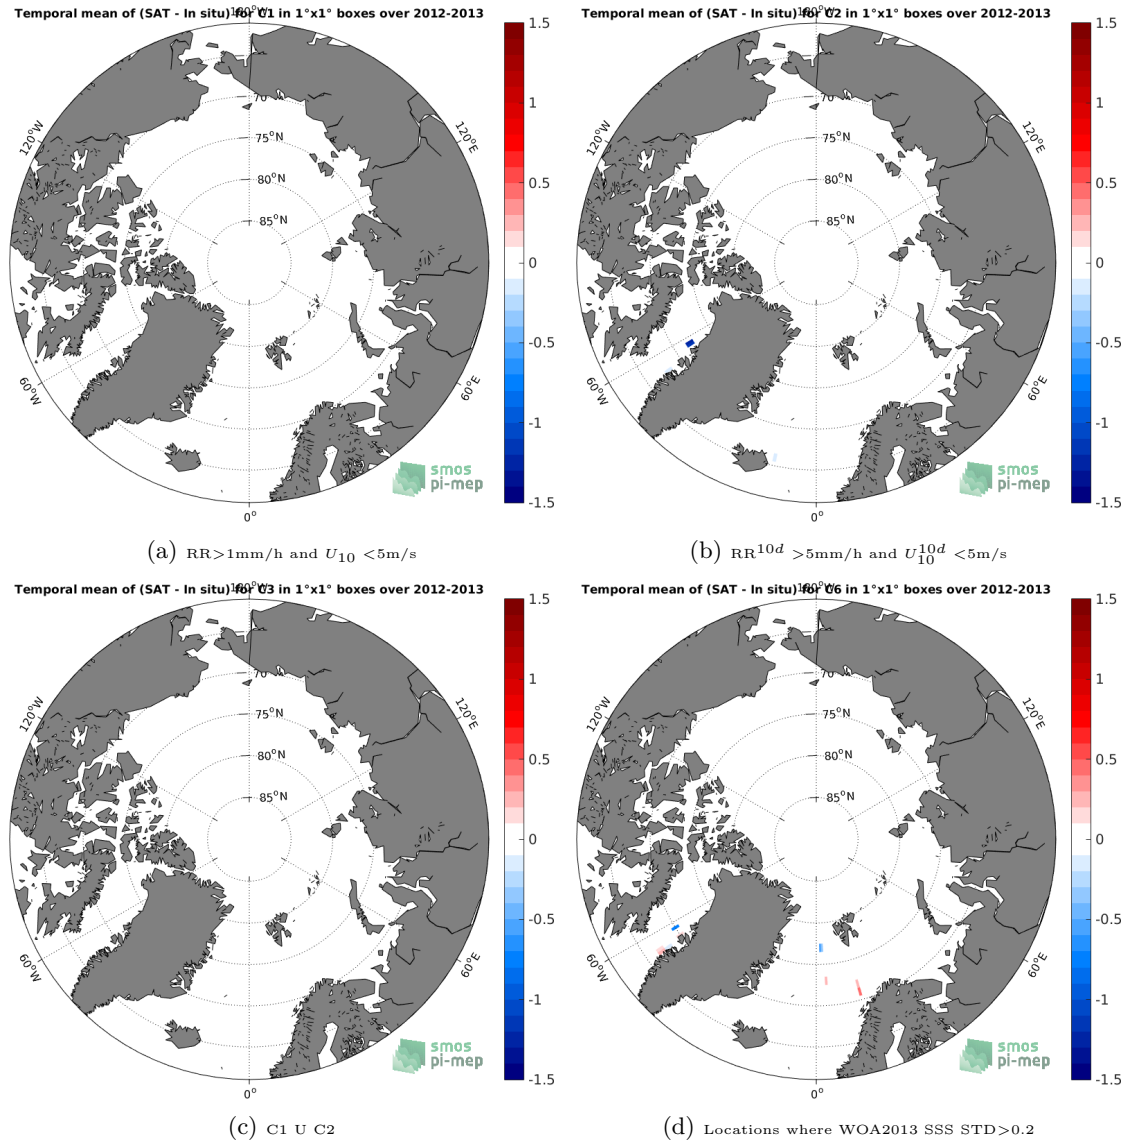 Temporal mean of (SAT - In situ) for C1 in 1°x1° boxes over 2012-2013
180°W
120°W
120°E
60°W
60°E
0°
70
75°N
80°N
85°N
1.5
1
0.5
0
-0.5
-1
-1.5
smos
pi-mep
(a) RR>1mm/h and U10 <5m/s
Temporal mean of (SAT - In situ) for C2 in 1°x1° boxes over 2012-2013
180°W
120°W
120°E
60°W
60°E
0°
70
75°N
80°N
85°N
1.5
1
0.5
0
-0.5
-1
-1.5
smos
pi-mep
(b) RR10d >5mm/h and U10d10 <5m/s
Temporal mean of (SAT - In situ) for C3 in 1°x1° boxes over 2012-2013
180°W
120°W
120°E
60°W
60°E
0°
70°N
75°N
80°N
85°N
1.5
1
0.5
0
-0.5
-1
-1.5
smos
pi-mep
(c) C1 U C2
Temporal mean of (SAT - In situ) for C6 in 1°x1° boxes over 2012-2013
180°W
120°W
120°E
60°W
60°E
0°
70°N
75°N
80°N
85°N
1.5
1
0.5
0
-0.5
-1
-1.5
smos
pi-mep
(d) Locations where WOA2013 SSS STD>0.2